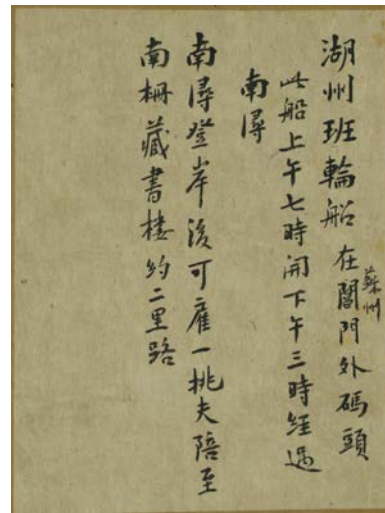 湖州班輪船在蘇州閶門外碼頭
此船上午七時開下午三時經過
南潯
南潯登岸後可雇一挑夫陪至
南柵藏書樓約二里路